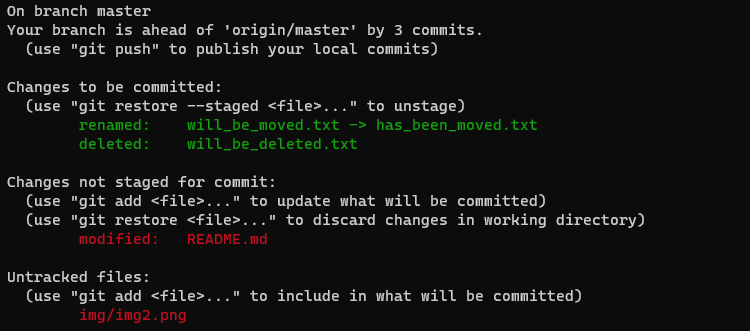 On branch master
Your branch is ahead of 'origin/master' by 3 commits.
  (use "git push" to publish your local commits)

Changes to be committed:
  (use "git restore --staged <file>..." to unstage)
        renamed:    will_be_moved.txt -> has_been_moved.txt
        deleted:    will_be_deleted.txt

Changes not staged for commit:
  (use "git add <file>..." to update what will be committed)
  (use "git restore <file>..." to discard changes in working directory)
        modified:   README.md

Untracked files:
  (use "git add <file>..." to include in what will be committed)
        img/img2.png